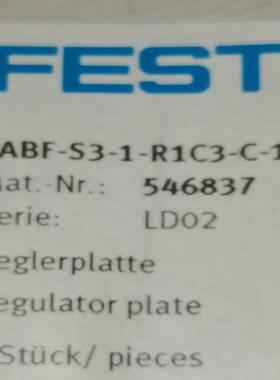 FEST
ABF-S3-1-R1C3-C-1
at.-Nr.: 546837
erie: LD02
eglerplatte
egulator plate
Stück/ pieces